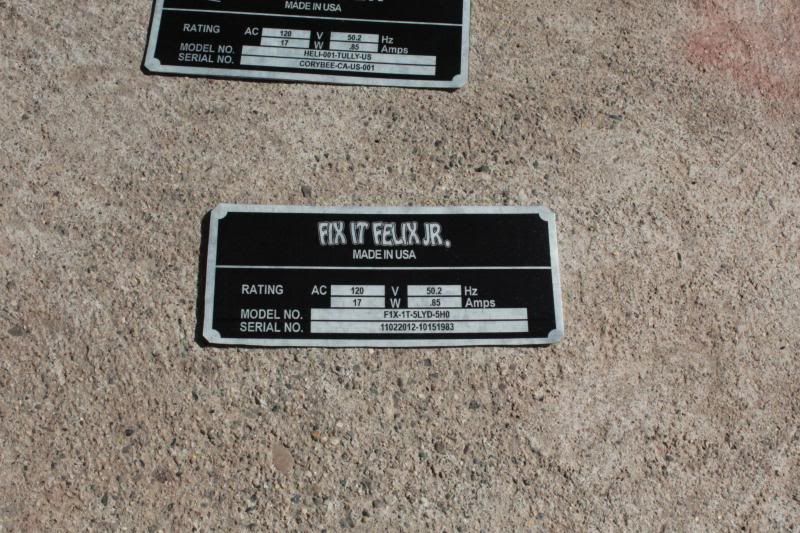 MADE IN USA
RATING AC 120 V 50.2 Hz
17 W .85 Amps
MODEL NO. HELI-001-TULLY-US
SERIAL NO. CORYBEE-CA-US-001
FIX IT FELIX JR.
MADE IN USA
RATING AC 120 V 50.2 Hz
17 W .85 Amps
MODEL NO. F1X-1T-5LYD-5H0
SERIAL NO. 11022012-10151983